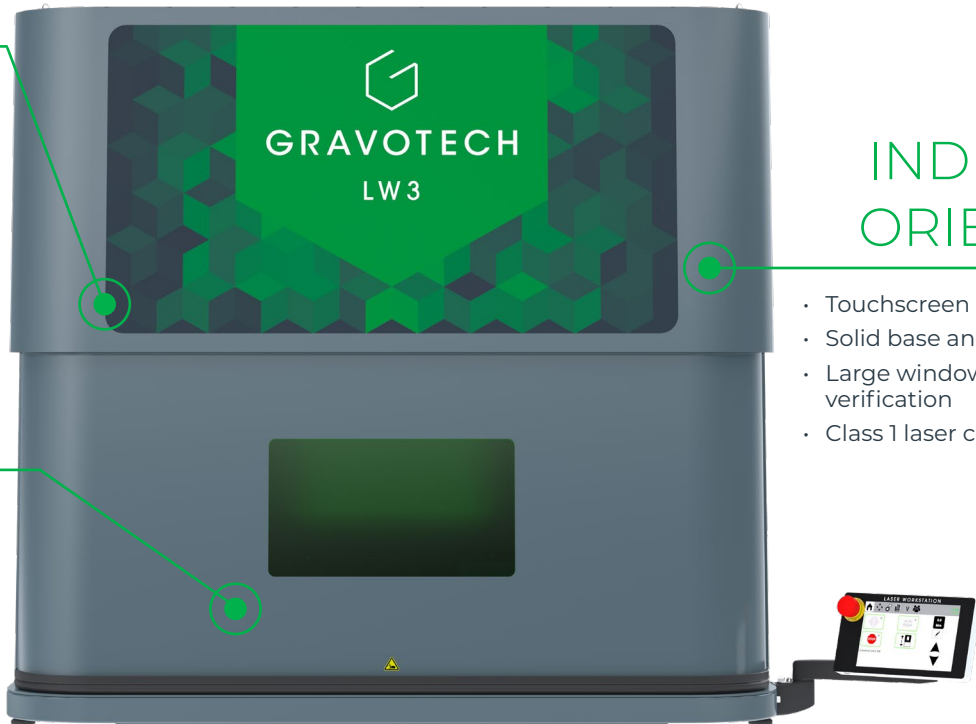 GRAVOTECH
LW3
IND
ORIE
• Touchscreen
• Solid base an
• Large window
verification
• Class 1 laser c
LASER WORKSTATION